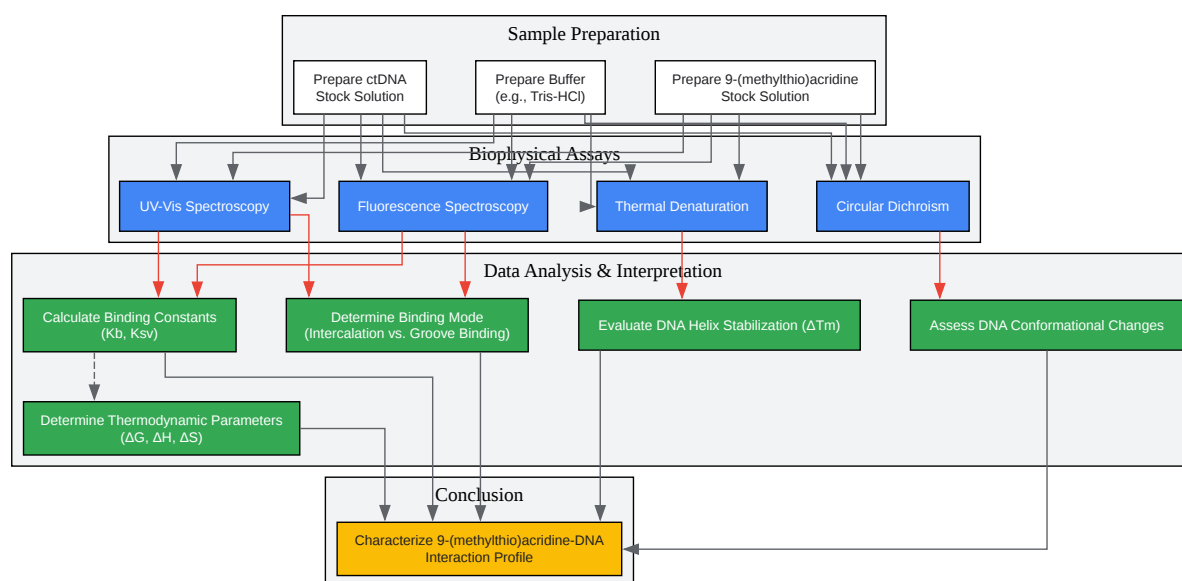 Sample Preparation
Prepare ctDNA
Stock Solution
Prepare Buffer
(e.g., Tris-HCl)
Prepare 9-(methylthio)acridine
Stock Solution
Biophysical Assays
UV-Vis Spectroscopy
Fluorescence Spectroscopy
Thermal Denaturation
Circular Dichroism
Data Analysis & Interpretation
Calculate Binding Constants
(Kb, Ksv)
Determine Binding Mode
(Intercalation vs. Groove Binding)
Evaluate DNA Helix Stabilization (ΔTm)
Assess DNA Conformational Changes
Determine Thermodynamic Parameters
(ΔG, ΔH, ΔS)
Conclusion
Characterize 9-(methylthio)acridine-DNA
Interaction Profile